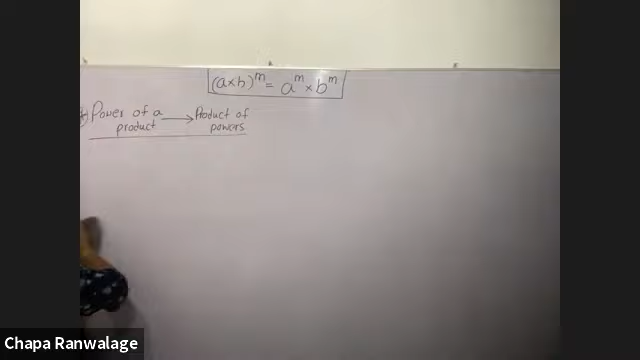 (a×b)^m = a^m × b^m
Power of a → Product of
product powers
Chapa Ranwalage